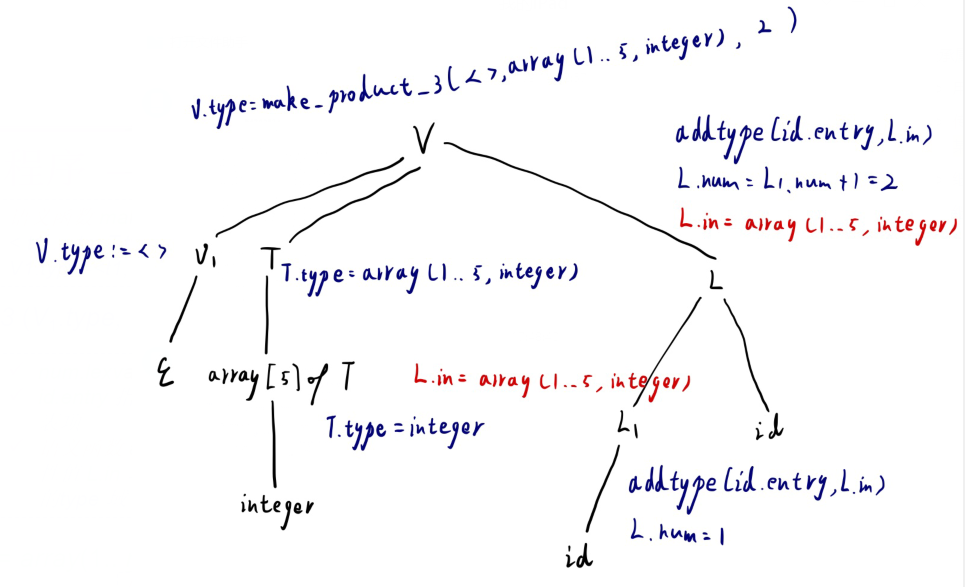 V.type=make_product_3(<>,array(1..5,integer),2)
V
addtype(id.entry,L.in)
L.num=L1.num+1=2
L.in=array(1..5,integer)
V.type:=<>
V1
T
T.type=array(1..5,integer)
L
ε
array[5]of T
L.in=array(1..5,integer)
T.type=integer
L1
id
addtype(id.entry,L.in)
L.num=1
integer
id